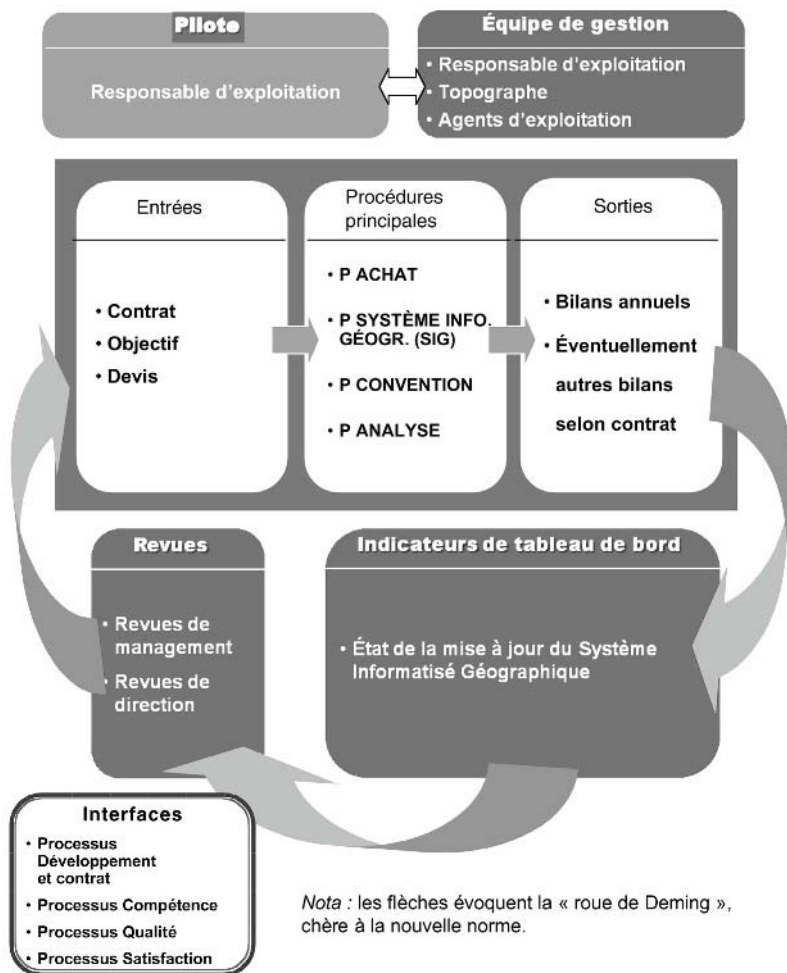 Pilote
Responsable d'exploitation
Équipe de gestion
• Responsable d'exploitation
• Topographe
• Agents d'exploitation
Entrées
• Contrat
• Objectif
• Devis
Procédures
principales
• P ACHAT
• P SYSTÈME INFO.
GÉOGR. (SIG)
• P CONVENTION
• P ANALYSE
Sorties
• Bilans annuels
• Éventuellement
autres bilans
selon contrat
Revues
• Revues de
management
• Revues de
direction
Indicateurs de tableau de bord
• État de la mise à jour du Système
Informatisé Géographique
Interfaces
• Processus
Développement
et contrat
• Processus Compétence
• Processus Qualité
• Processus Satisfaction
Nota : les flèches évoquent la « roue de Deming »,
chère à la nouvelle norme.